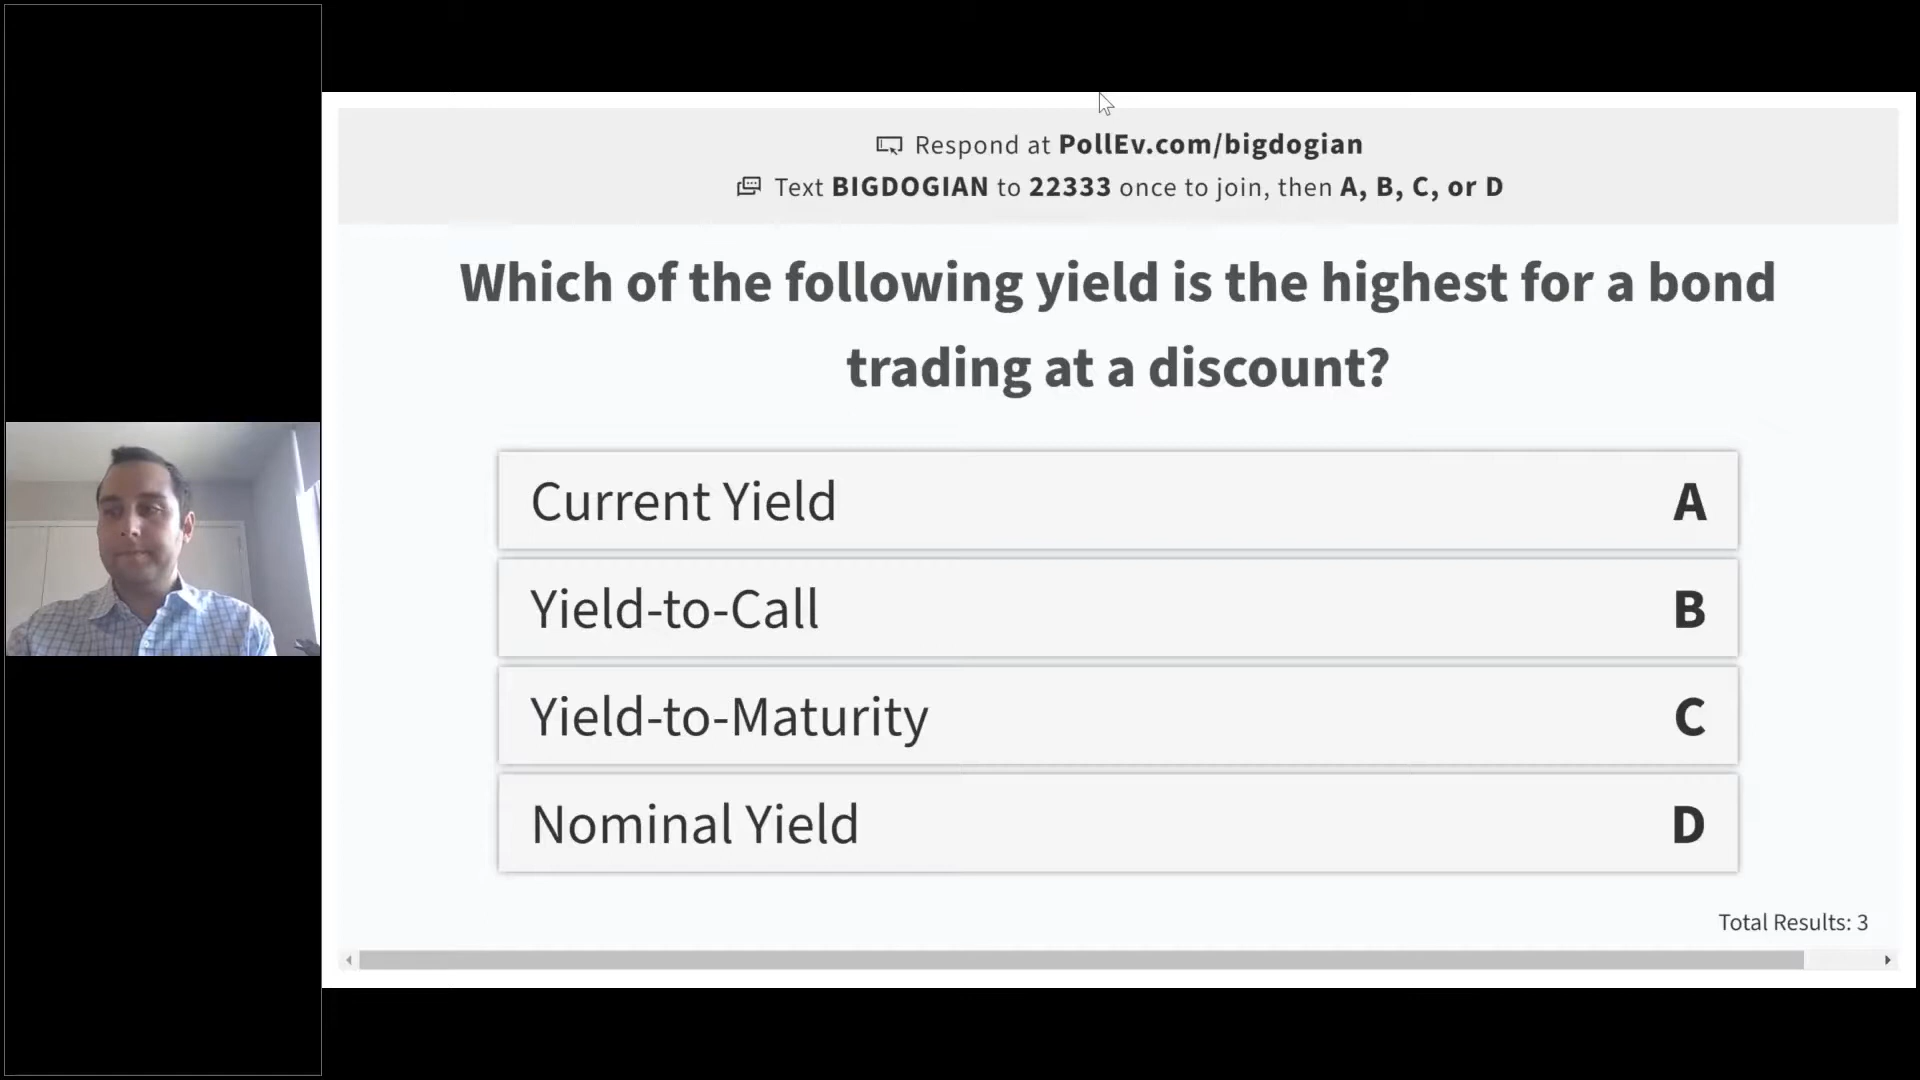 Respond at PollEv.com/bigdogian
Text BIGDOGIAN to 22333 once to join, then A, B, C, or D
Which of the following yield is the highest for a bond
trading at a discount?
Current Yield A
Yield-to-Call B
Yield-to-Maturity C
Nominal Yield D
Total Results: 3